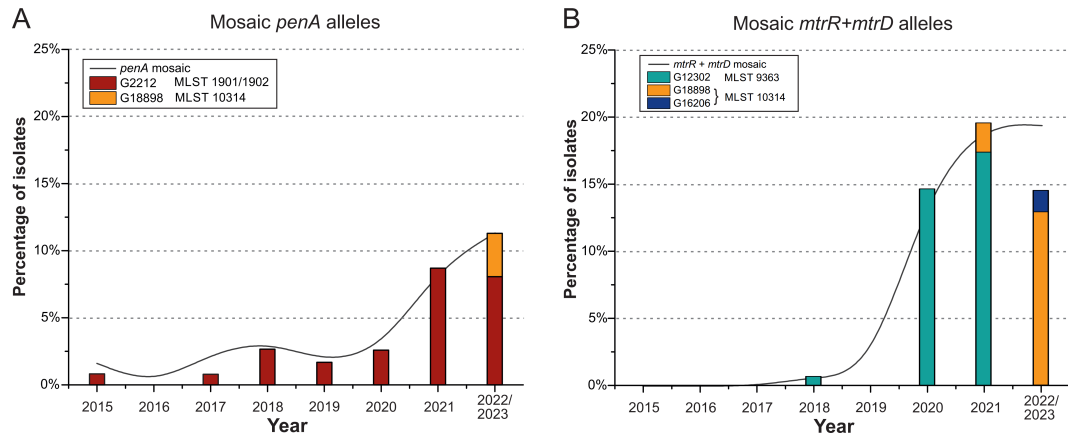 A
Mosaic penA alleles
25%
20%
15%
10%
5%
0%
Percentage of isolates
penA mosaic
G2212 MLST 1901/1902
G18898 MLST 10314
2015 2016 2017 2018 2019 2020 2021 2022/
2023
Year
B
Mosaic mtrR+mtrD alleles
25%
20%
15%
10%
5%
0%
Percentage of isolates
mtrR + mtrD mosaic
G12302 MLST 9363
G18898
G16206 } MLST 10314
2015 2016 2017 2018 2019 2020 2021 2022/
2023
Year